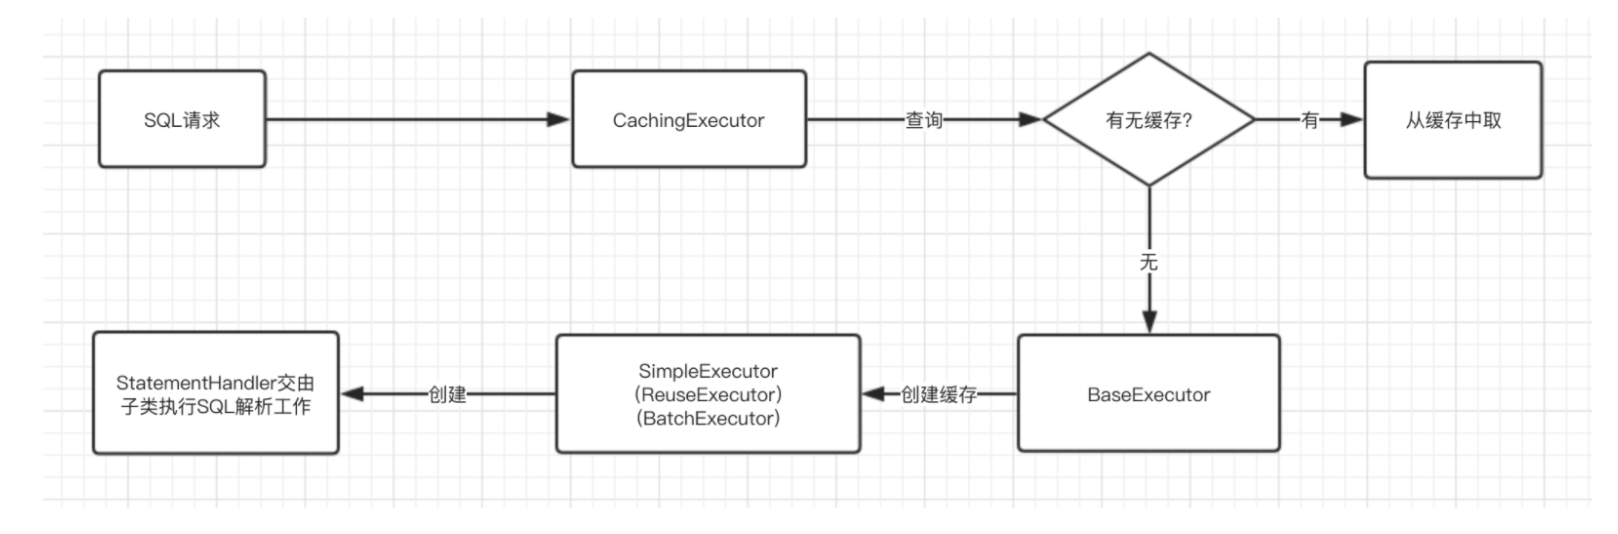 SQL请求
CachingExecutor
查询
有无缓存?
有
从缓存中取
无
BaseExecutor
创建缓存
SimpleExecutor
(ReuseExecutor)
(BatchExecutor)
创建
StatementHandler交由
子类执行SQL解析工作